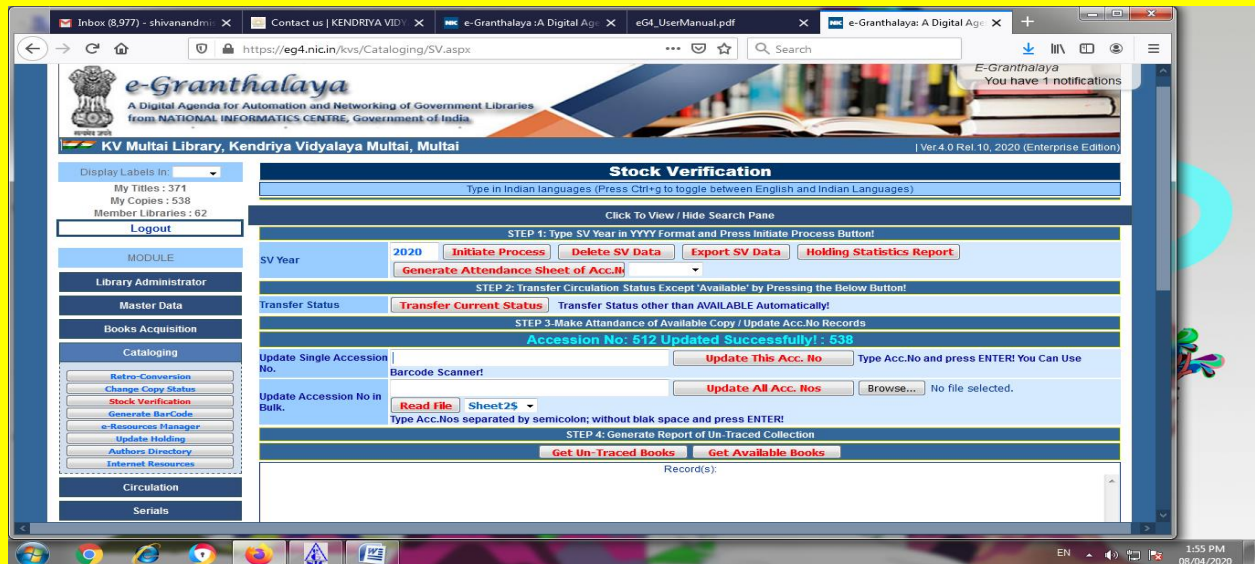 Inbox (8,977) - shivanandmis
Contact us | KENDRIYA VIDY
e-Granthalaya :A Digital Age
eG4_UserManual.pdf
e-Granthalaya: A Digital Age
https://eg4.nic.in/kvs/Cataloging/SV.aspx
Search
e-Granthalaya
A Digital Agenda for Automation and Networking of Government Libraries
from NATIONAL INFORMATICS CENTRE, Government of India
E-Granthalaya
You have 1 notifications
KV Multai Library, Kendriya Vidyalaya Multai, Multai
| Ver.4.0 Rel.10, 2020 (Enterprise Edition)
Display Labels In:
My Titles : 371
My Copies : 538
Member Libraries : 62
Logout
MODULE
Library Administrator
Master Data
Books Acquisition
Cataloging
Retro-Conversion
Change Copy Status
Stock Verification
Generate BarCode
e-Resources Manager
Update Holding
Authors Directory
Internet Resources
Circulation
Serials
Stock Verification
Type in Indian languages (Press Ctrl+g to toggle between English and Indian Languages)
Click To View / Hide Search Pane
STEP 1: Type SV Year in YYYY Format and Press Initiate Process Button!
SV Year
2020 Initiate Process Delete SV Data Export SV Data Holding Statistics Report
Generate Attendance Sheet of Acc.N
STEP 2: Transfer Circulation Status Except 'Available' by Pressing the Below Button!
Transfer Status Transfer Current Status Transfer Status other than AVAILABLE Automatically!
STEP 3-Make Attandance of Available Copy / Update Acc.No Records
Accession No: 512 Updated Successfully! : 538
Update Single Accession No.
Update This Acc. No Type Acc.No and press ENTER! You Can Use
Barcode Scanner!
Update Accession No in Bulk.
Update All Acc. Nos Browse... No file selected.
Read File Sheet2$
Type Acc.Nos separated by semicolon; without blak space and press ENTER!
STEP 4: Generate Report of Un-Traced Collection
Get Un-Traced Books Get Available Books
Record(s):
EN
1:55 PM
08/04/2020